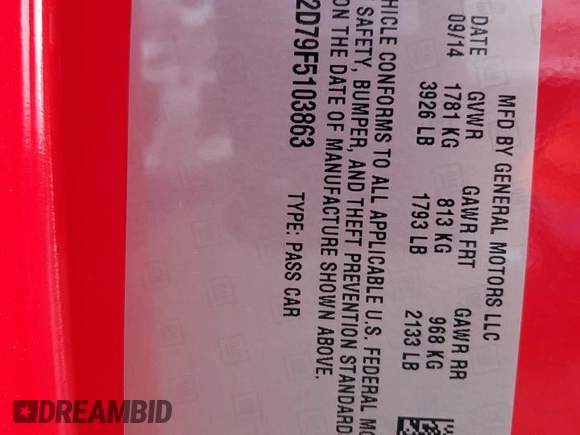 MFD BY GENERAL MOTORS LLC
DATE GVWR GAWR FRT GAWR RR
09/14 1781 KG 813 KG 968 KG
3926 LB 1793 LB 2133 LB
HICLE CONFORMS TO ALL APPLICABLE U.S. FEDERAL MO
SAFETY, BUMPER, AND THEFT PREVENTION STANDARD
ON THE DATE OF MANUFACTURE SHOWN ABOVE.
2D79F5103863 TYPE: PASS CAR
DREAMBID